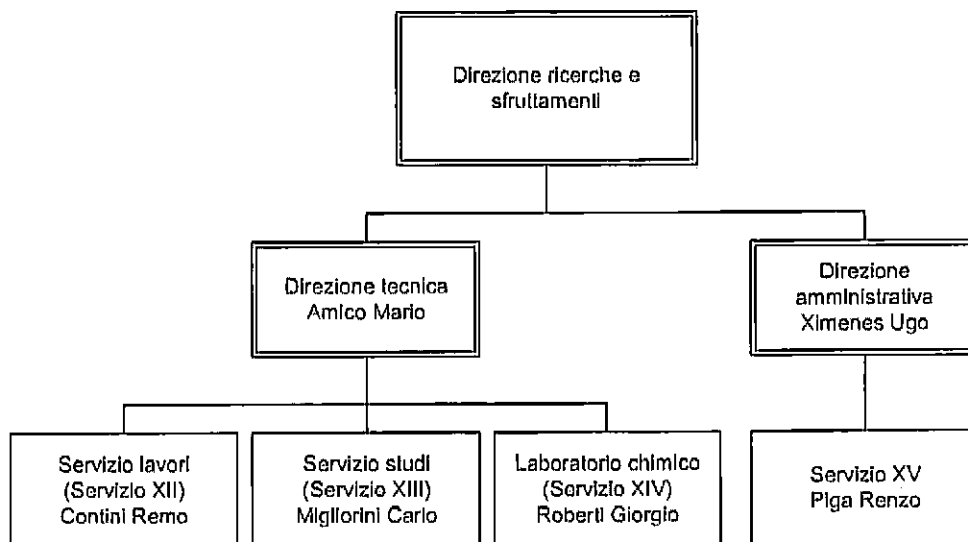 Direzione ricerche e
sfruttamenti
Direzione tecnica
Amico Mario
Direzione
amministrativa
Ximenes Ugo
Servizio lavori
(Servizio XII)
Contini Remo
Servizio studi
(Servizio XIII)
Migliorini Carlo
Laboratorio chimico
(Servizio XIV)
Roberti Giorgio
Servizio XV
Piga Renzo